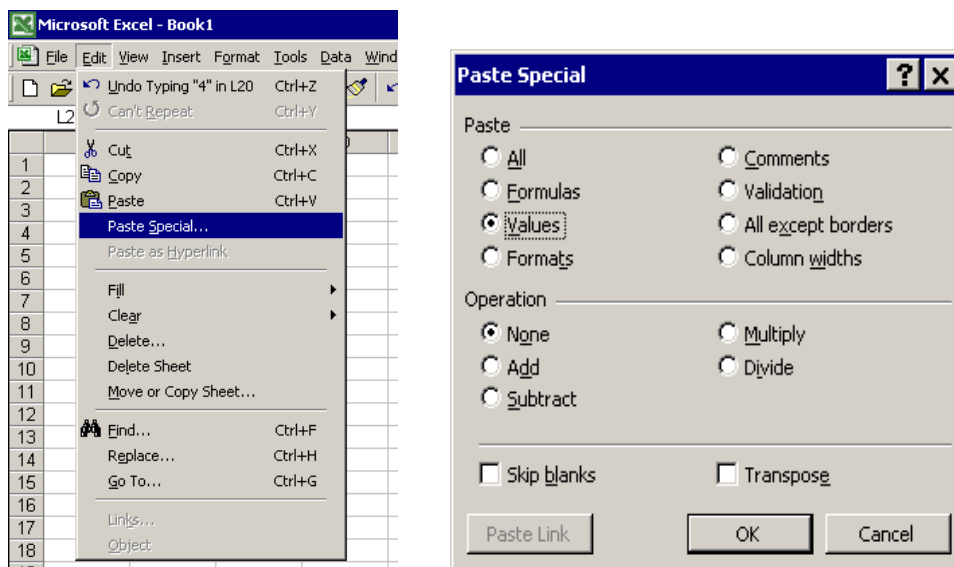 Microsoft Excel - Book1
File Edit View Insert Format Tools Data Wind
L2
Undo Typing "4" in L20 Ctrl+Z
Can't Repeat Ctrl+Y
Cut Ctrl+X
Copy Ctrl+C
Paste Ctrl+V
Paste Special...
Paste as Hyperlink
Fill
Clear
Delete...
Delete Sheet
Move or Copy Sheet...
Find... Ctrl+F
Replace... Ctrl+H
Go To... Ctrl+G
Links...
Object
1
2
3
4
5
6
7
8
9
10
11
12
13
14
15
16
17
18
Paste Special
Paste
All Comments
Formulas Validation
Values All except borders
Formats Column widths
Operation
None Multiply
Add Divide
Subtract
Skip blanks Transpose
Paste Link OK Cancel